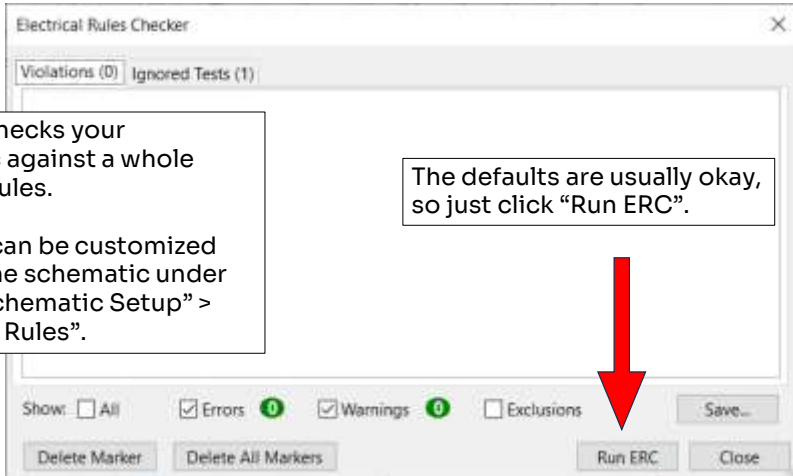 Electrical Rules Checker
Violations (0) Ignored Tests (1)
hecks your
against a whole
ules.
can be customized
he schematic under
chematic Setup” >
Rules”.
The defaults are usually okay,
so just click “Run ERC”.
Show: All Errors 0 Warnings 0 Exclusions Save...
Delete Marker Delete All Markers Run ERC Close